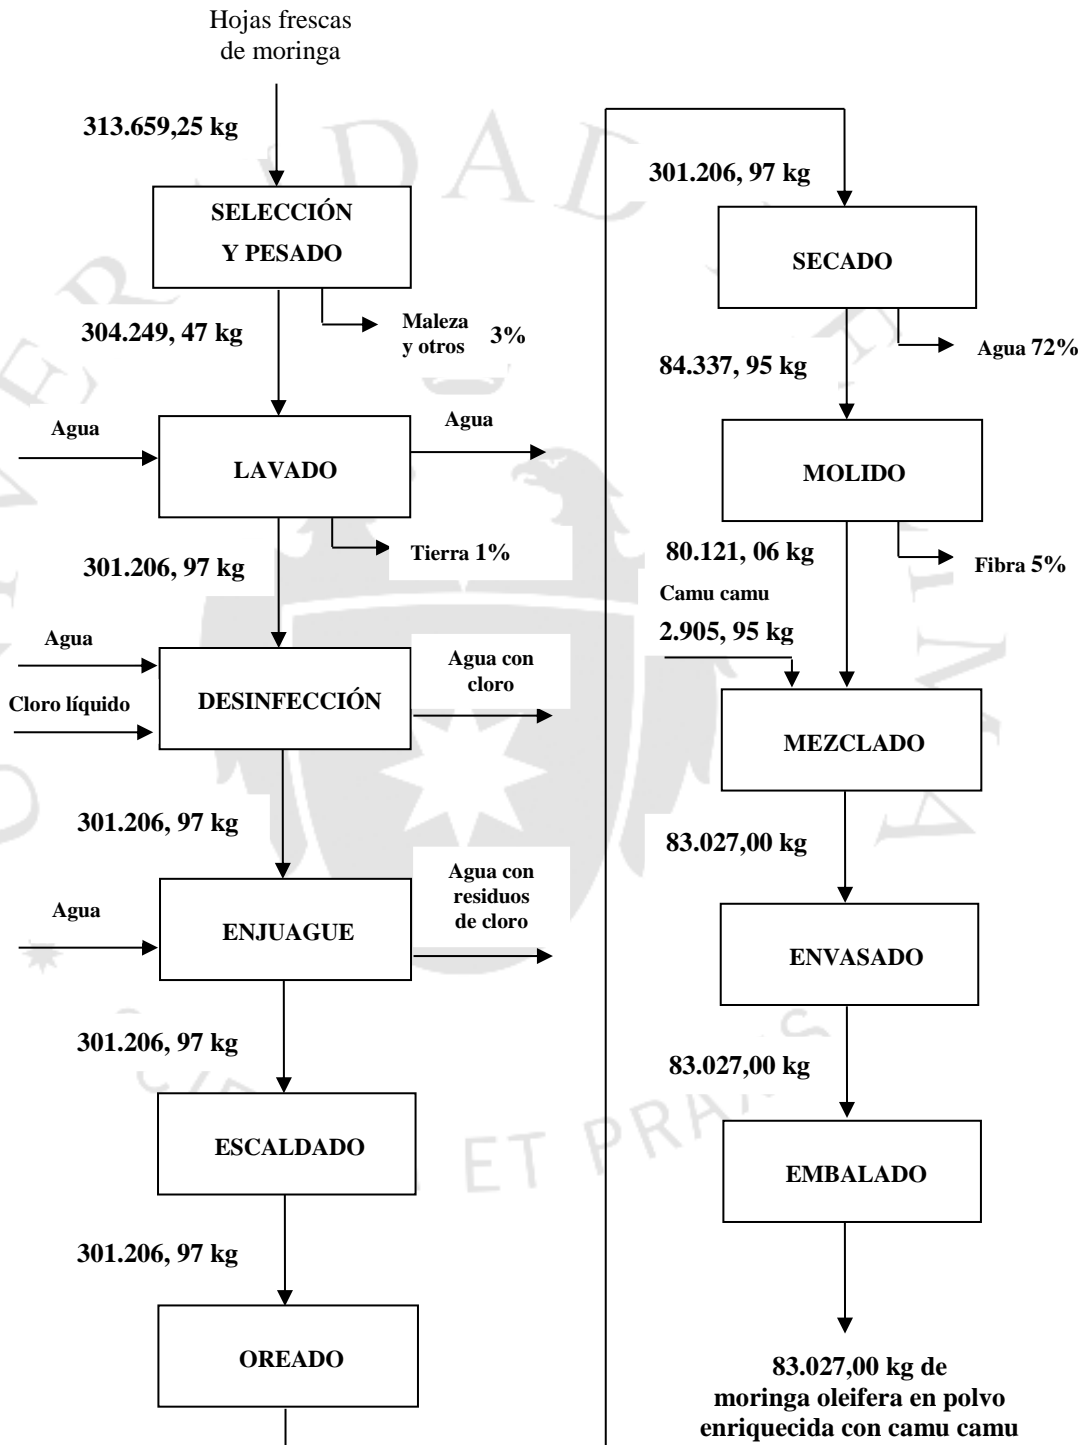 Hojas frescas
de moringa
313.659,25 kg
SELECCIÓN
Y PESADO
304.249, 47 kg
Maleza
y otros 3%
Agua
Agua
LAVADO
Tierra 1%
301.206, 97 kg
Agua
Cloro líquido
DESINFECCIÓN
Agua con
cloro
301.206, 97 kg
Agua
ENJUAGUE
Agua con
residuos
de cloro
301.206, 97 kg
ESCALDADO
301.206, 97 kg
OREADO
301.206, 97 kg
SECADO
Agua 72%
84.337, 95 kg
MOLIDO
80.121, 06 kg
Fibra 5%
Camu camu
2.905, 95 kg
MEZCLADO
83.027,00 kg
ENVASADO
83.027,00 kg
EMBALADO
83.027,00 kg de
moringa oleifera en polvo
enriquecida con camu camu
ET PRAXIS